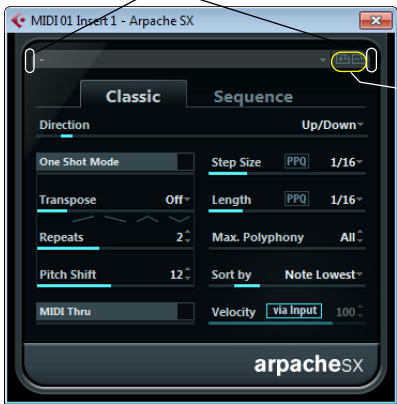 MIDI 01 Insert 1 - Arpache SX
-
Classic Sequence
Direction Up/Down
One Shot Mode Step Size PPQ 1/16
Transpose Off Length PPQ 1/16
Repeats 2 Max. Polyphony All
Pitch Shift 12 Sort by Note Lowest
MIDI Thru Velocity via Input 100
arpacheSX